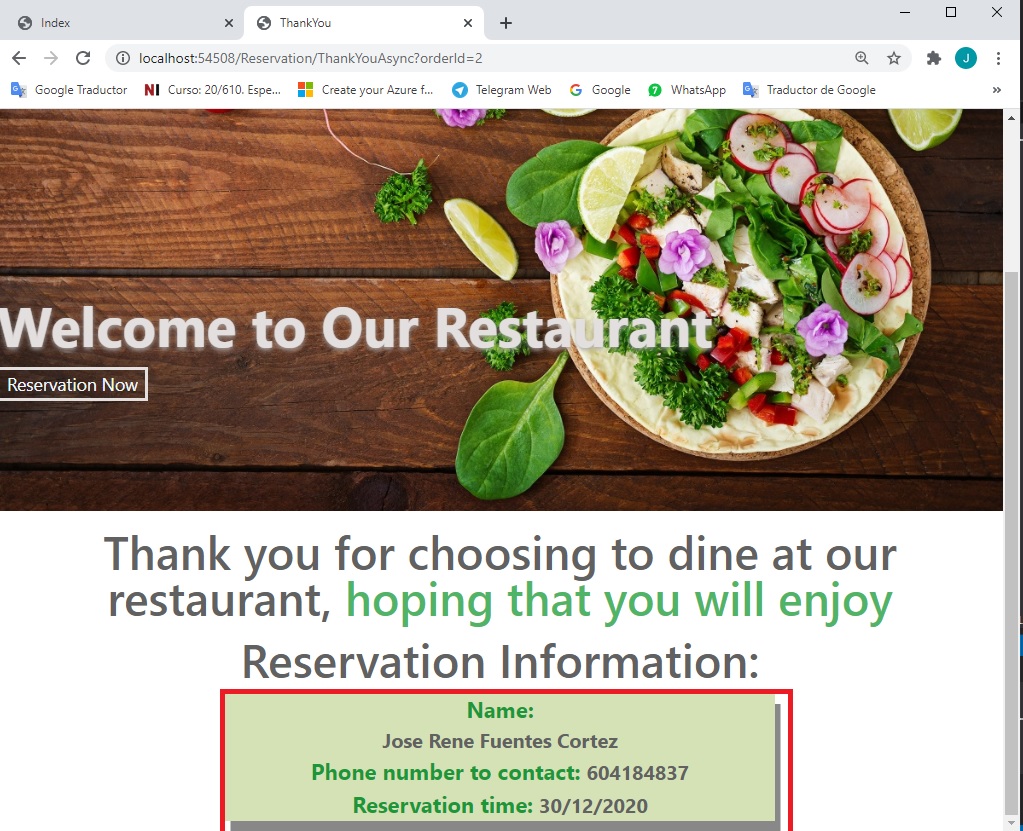 Index
ThankYou
localhost:54508/Reservation/ThankYouAsync?orderId=2
J
Google Traductor
NI Curso: 20/610. Espe...
Create your Azure f...
Telegram Web
Google
7 WhatsApp
Traductor de Google
»
Welcome to Our Restaurant
Reservation Now
Thank you for choosing to dine at our
restaurant, hoping that you will enjoy
Reservation Information:
Name:
Jose Rene Fuentes Cortez
Phone number to contact: 604184837
Reservation time: 30/12/2020